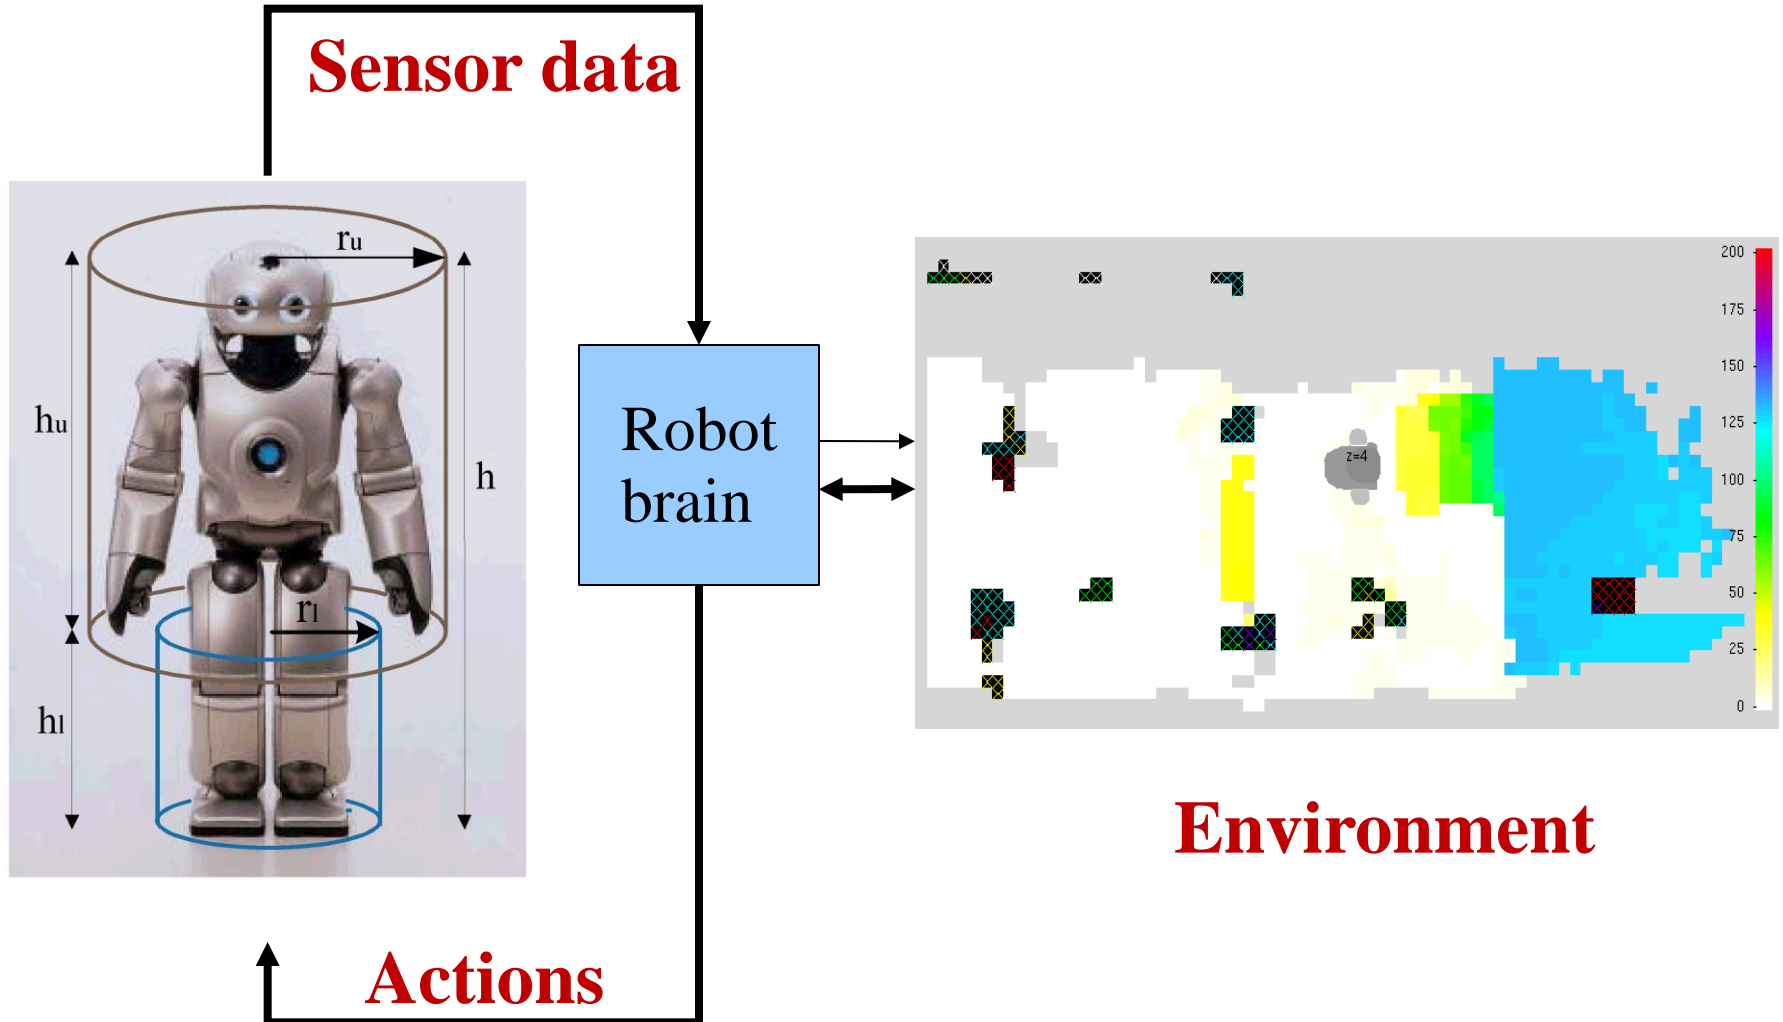 Sensor data
ru
hu
h
rl
hl
Robot
brain
z=4
200
175
150
125
100
75
50
25
0
Environment
Actions